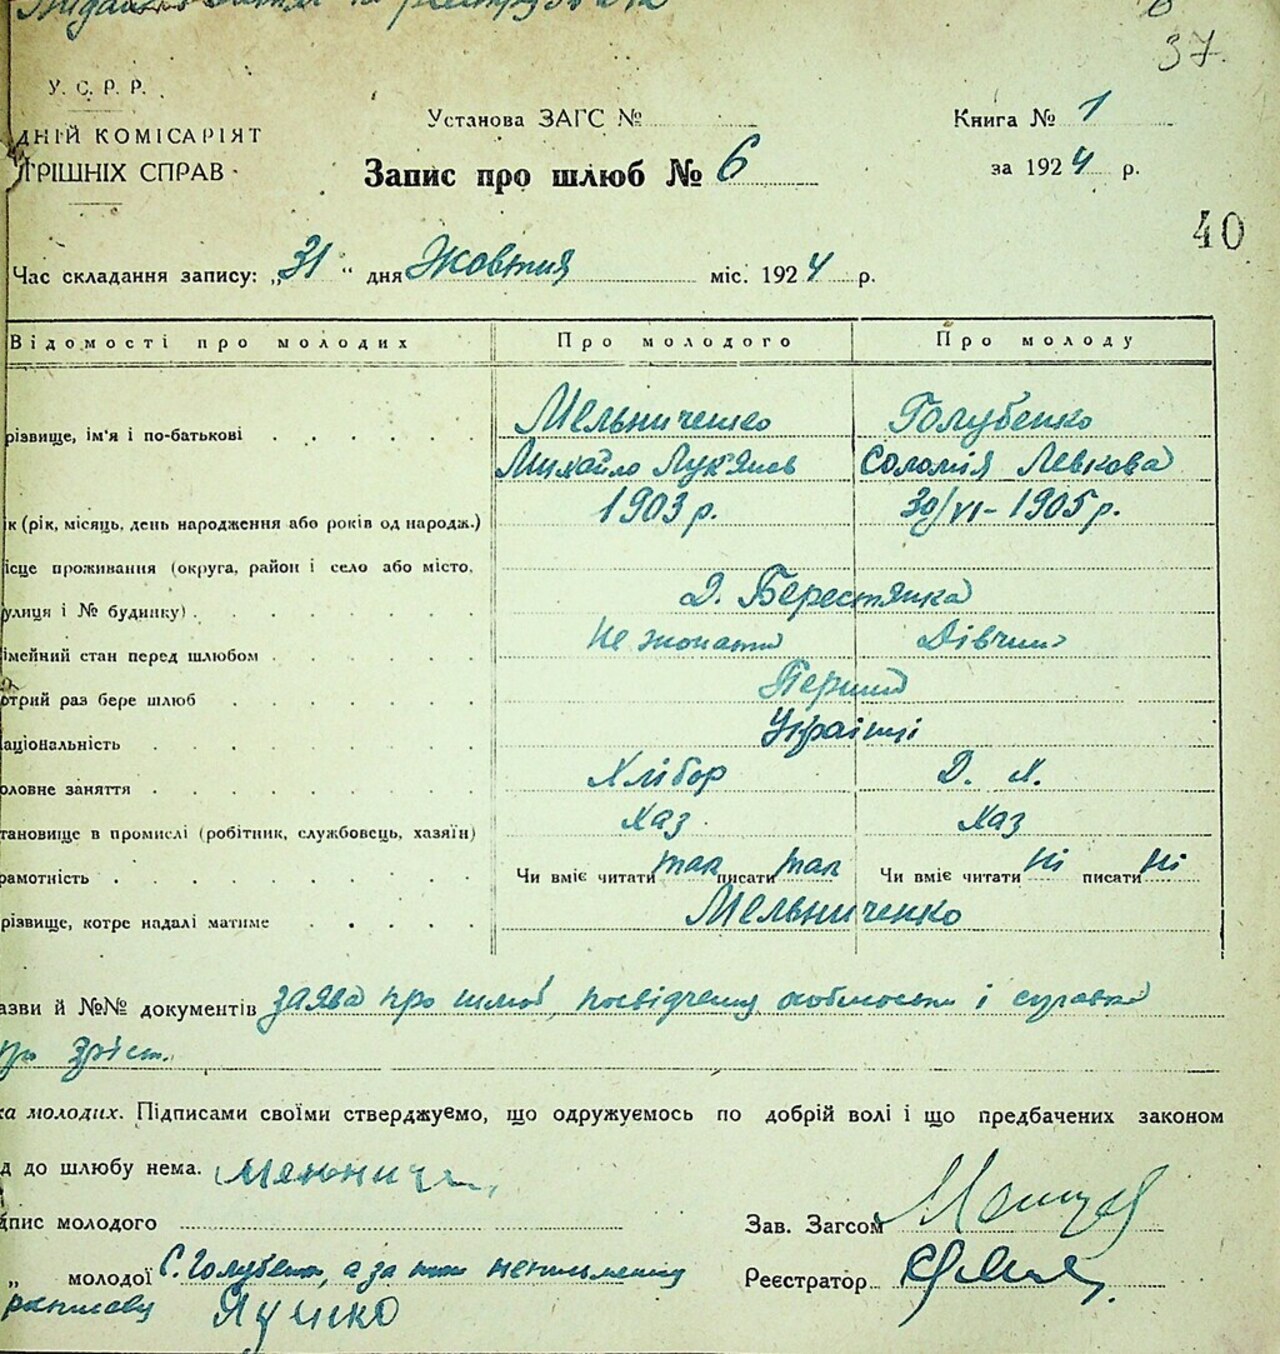 37.
У. С. Р. Р.
ДНІЙ КОМІСАРІЯТ
ТРІШНІХ СПРАВ
Установа ЗАГС №
Запис про шлюб № 6
Книга № 1
за 1924 р.
40
Час складання запису: „31“ дня Жовтня міс. 1924 р.
Відомості про молодих
Про молодого
Про молоду
різвище, ім'я і по-батькові
Мельниченко
Голубенко
Михайло Лук'янов
Соломія Левкова
ік (рік, місяць, день народження або років од народж.)
1903 р.
30/VI - 1905 р.
ісце проживання (округа, район і село або місто,
улиця і № будинку)
Д. Берестянка
імейний стан перед шлюбом
Не жонатий
Дівчина
отрий раз бере шлюб
Перший
аціональність
Українці
оловне заняття
Хлібор
Д. Х.
тановище в промислі (робітник, службовець, хазяїн)
Хаз
Хаз
рамотність
Чи вміє читати так писати так
Чи вміє читати ні писати ні
різвище, котре надалі матиме
Мельниченко
азви й №№ документів заява про шлюб, посвідчення особистости і справка
про зріст.
ка молодих. Підписами своїми стверджуємо, що одружуємось по добрій волі і що предбачених законом
д до шлюбу нема.
дпис молодого
Зав. Загсом
„ молодої С. Голубенко, а за неписьменну
Реєстратор
росписався Яценко